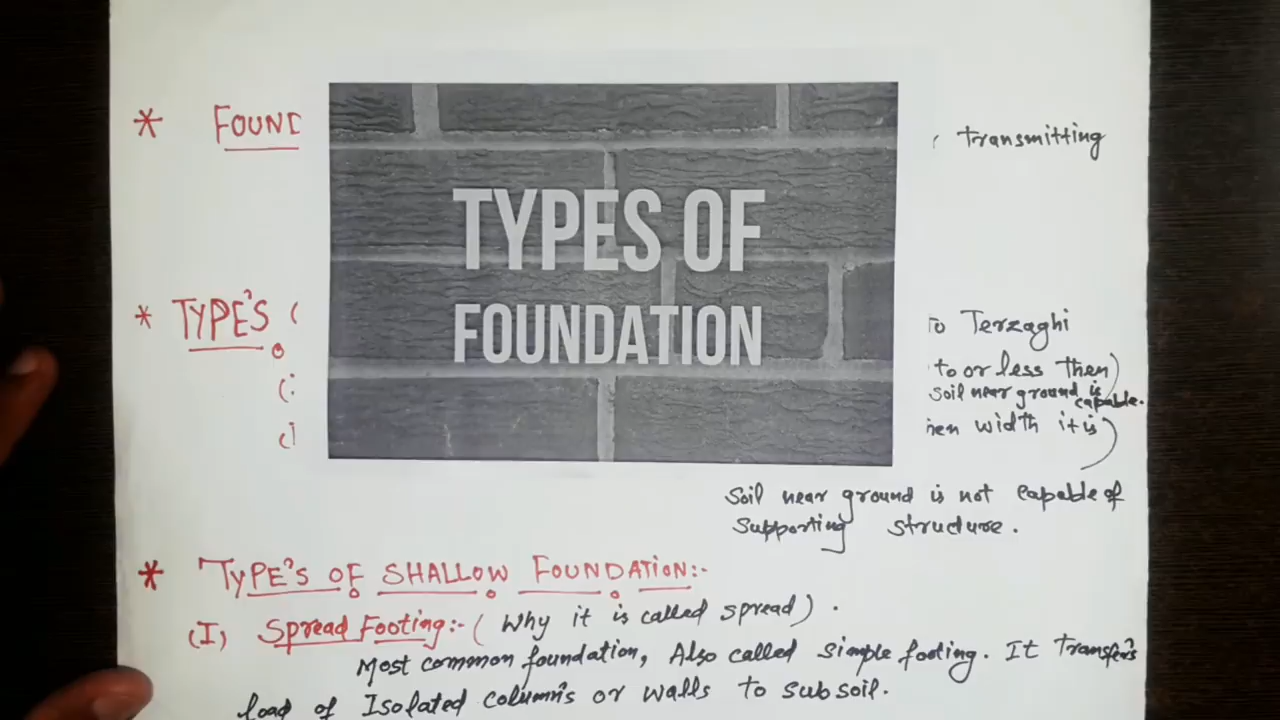 * FOUND
transmitting
TYPES OF
FOUNDATION
* TYPE'S (
To Terzaghi
to or less then)
soil near ground is
capable.
hen width it is)
soil near ground is not capable of
supporting structure.
* TYPE'S OF SHALLOW FOUNDATION:-
(I) Spread Footing:- (Why it is called spread).
Most common foundation, Also called simple footing. It Transfers
load of Isolated column's or walls to subsoil.